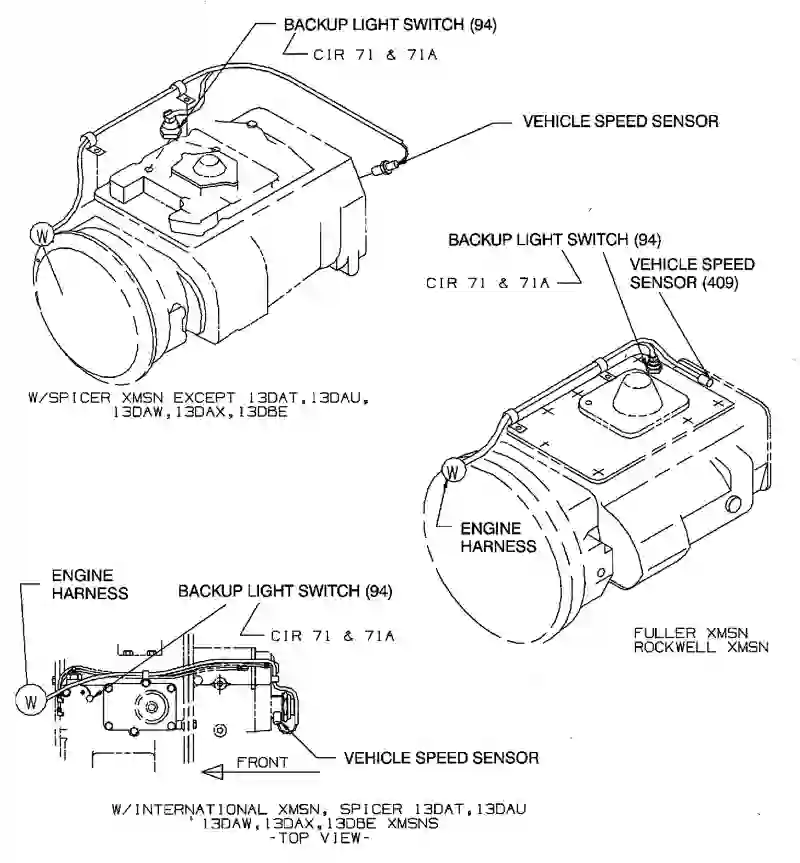 BACKUP LIGHT SWITCH (94)
CIR 71 & 71A
VEHICLE SPEED SENSOR
W
W/SPICER XMSN EXCEPT 13DAT,13DAU,
13DAW,13DAX,13DBE
BACKUP LIGHT SWITCH (94)
CIR 71 & 71A
VEHICLE SPEED
SENSOR (409)
W
ENGINE
HARNESS
FULLER XMSN
ROCKWELL XMSN
ENGINE
HARNESS
BACKUP LIGHT SWITCH (94)
CIR 71 & 71A
W
VEHICLE SPEED SENSOR
FRONT
W/INTERNATIONAL XMSN, SPICER 13DAT,13DAU
13DAW,13DAX,13DBE XMSNS
-TOP VIEW-